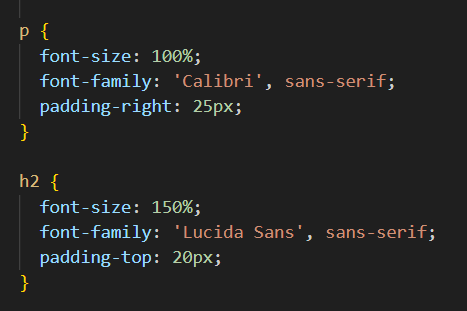 p {
  font-size: 100%;
  font-family: 'Calibri', sans-serif;
  padding-right: 25px;
}

h2 {
  font-size: 150%;
  font-family: 'Lucida Sans', sans-serif;
  padding-top: 20px;
}